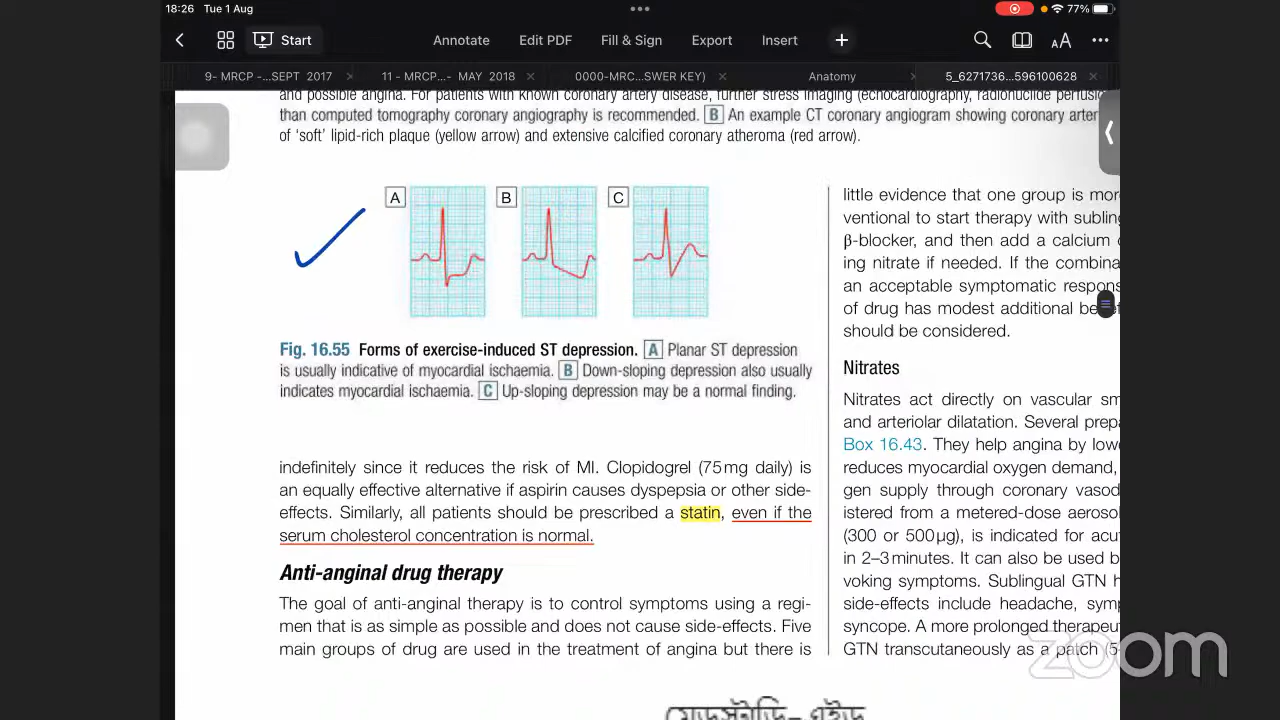 18:26 Tue 1 Aug
77%
Start
Annotate Edit PDF Fill & Sign Export Insert
9- MRCP -...SEPT 2017
11 - MRCP...- MAY 2018
0000-MRC...SWER KEY)
Anatomy
5_6271736...596100628
and possible angina. For patients with known coronary artery disease, further stress imaging (echocardiography, radionuclide
than computed tomography coronary angiography is recommended. B An example CT coronary angiogram showing coronary
of ‘soft’ lipid-rich plaque (yellow arrow) and extensive calcified coronary atheroma (red arrow).
A B C
Fig. 16.55 Forms of exercise-induced ST depression. A Planar ST depression
is usually indicative of myocardial ischaemia. B Down-sloping depression also usually
indicates myocardial ischaemia. C Up-sloping depression may be a normal finding.
indefinitely since it reduces the risk of MI. Clopidogrel (75 mg daily) is
an equally effective alternative if aspirin causes dyspepsia or other side-
effects. Similarly, all patients should be prescribed a statin, even if the
serum cholesterol concentration is normal.
Anti-anginal drug therapy
The goal of anti-anginal therapy is to control symptoms using a regi-
men that is as simple as possible and does not cause side-effects. Five
main groups of drug are used in the treatment of angina but there is
little evidence that one group is mor
ventional to start therapy with subling
β-blocker, and then add a calcium
ing nitrate if needed. If the combina
an acceptable symptomatic respons
of drug has modest additional be
should be considered.
Nitrates
Nitrates act directly on vascular sm
and arteriolar dilatation. Several prep
Box 16.43. They help angina by lowe
reduces myocardial oxygen demand,
gen supply through coronary vasod
istered from a metered-dose aeroso
(300 or 500 µg), is indicated for acu
in 2–3 minutes. It can also be used b
voking symptoms. Sublingual GTN h
side-effects include headache, symp
syncope. A more prolonged therapeu
GTN transcutaneously as a patch (5
zoom